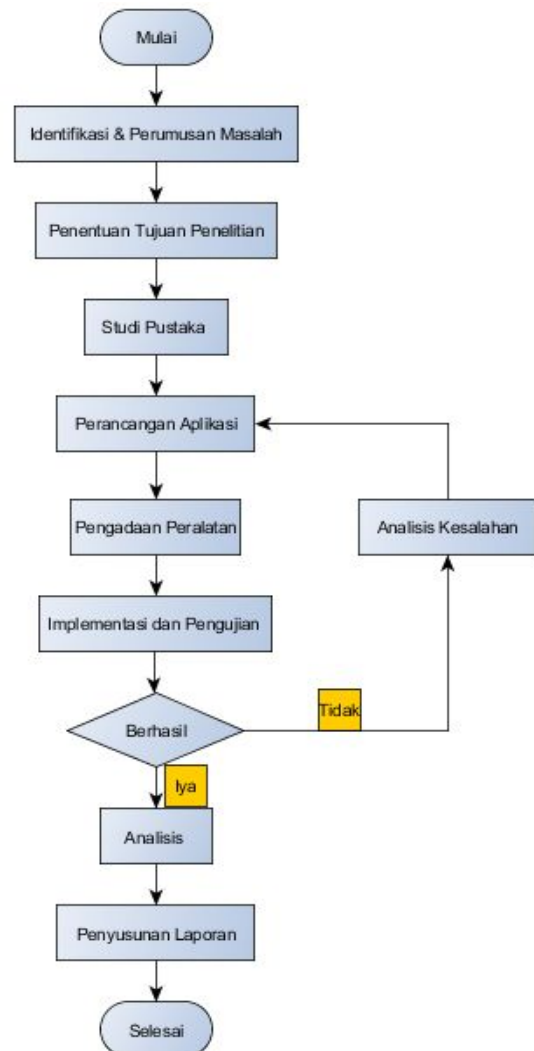 Mulai
Identifikasi & Perumusan Masalah
Penentuan Tujuan Penelitian
Studi Pustaka
Perancangan Aplikasi
Pengadaan Peralatan
Analisis Kesalahan
Implementasi dan Pengujian
Berhasil
Tidak
Iya
Analisis
Penyusunan Laporan
Selesai